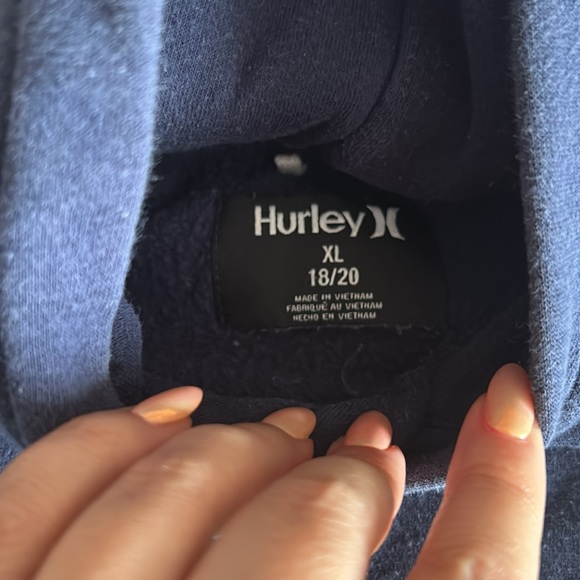 Hurley
XL
18/20
MADE IN VIETNAM
FABRIQUÉ AU VIETNAM
HECHO EN VIETNAM